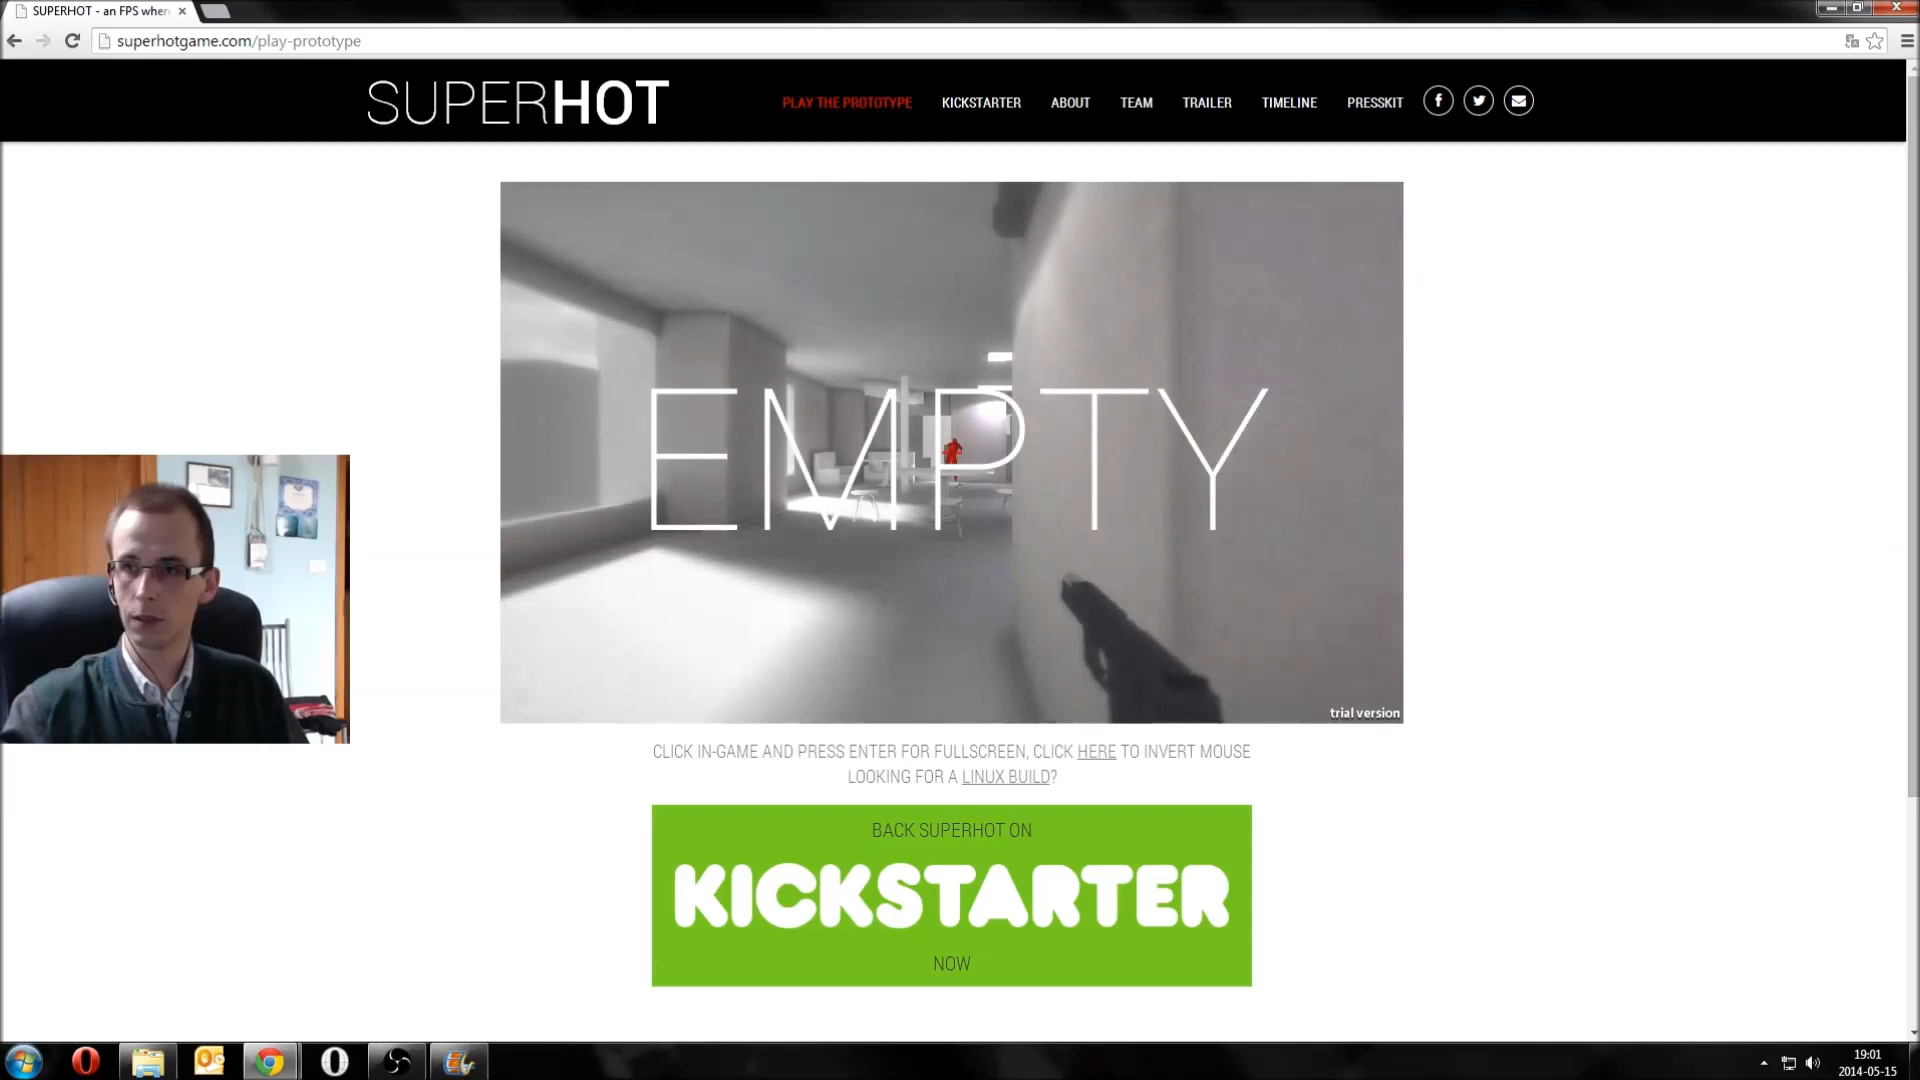 SUPERHOT - an FPS wher
superhotgame.com/play-prototype
SUPERHOT
PLAY THE PROTOTYPE
KICKSTARTER
ABOUT
TEAM
TRAILER
TIMELINE
PRESSKIT
EMPTY
trial version
CLICK IN-GAME AND PRESS ENTER FOR FULLSCREEN, CLICK HERE TO INVERT MOUSE
LOOKING FOR A LINUX BUILD?
BACK SUPERHOT ON
KICKSTARTER
NOW
19:01
2014-05-15